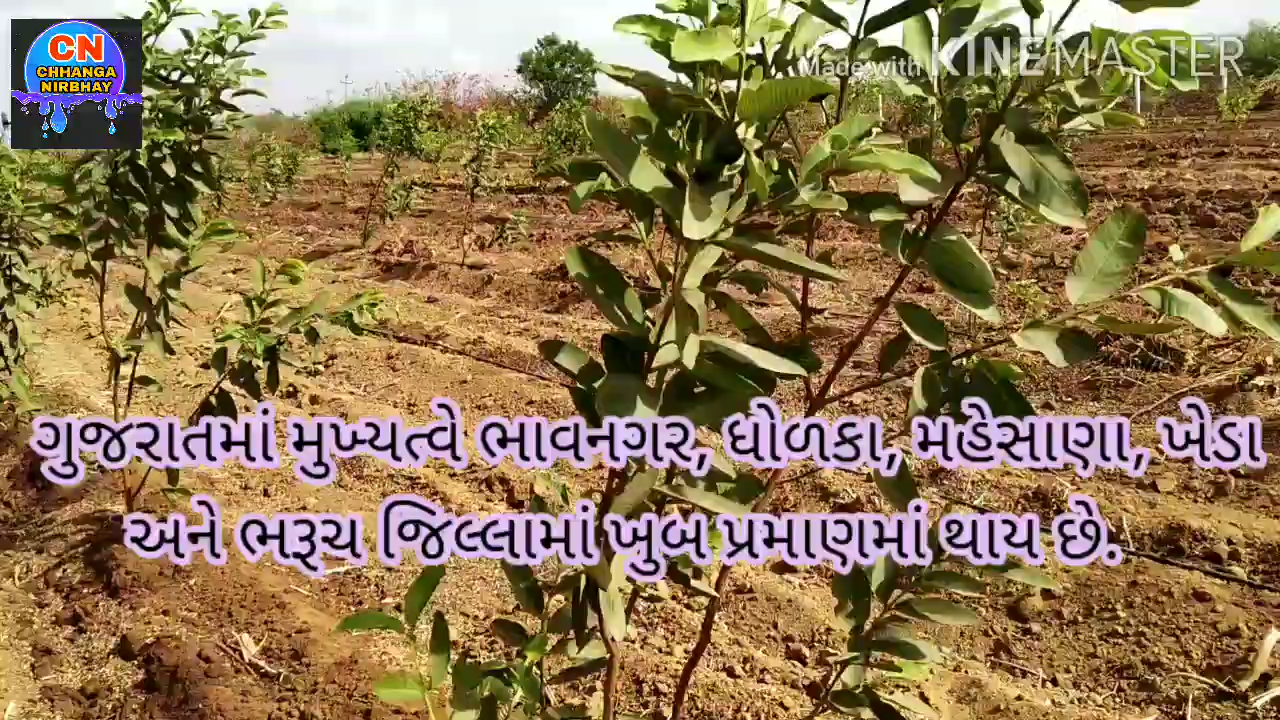 CN
CHHANGA
NIRBHAY
Made with KINEMASTER
ગુજરાતમાં મુખ્યત્વે ભાવનગર, ધોળકા, મહેસાણા, ખેડા
અને ભરૂચ જિલ્લામાં ખુબ પ્રમાણમાં થાય છે.